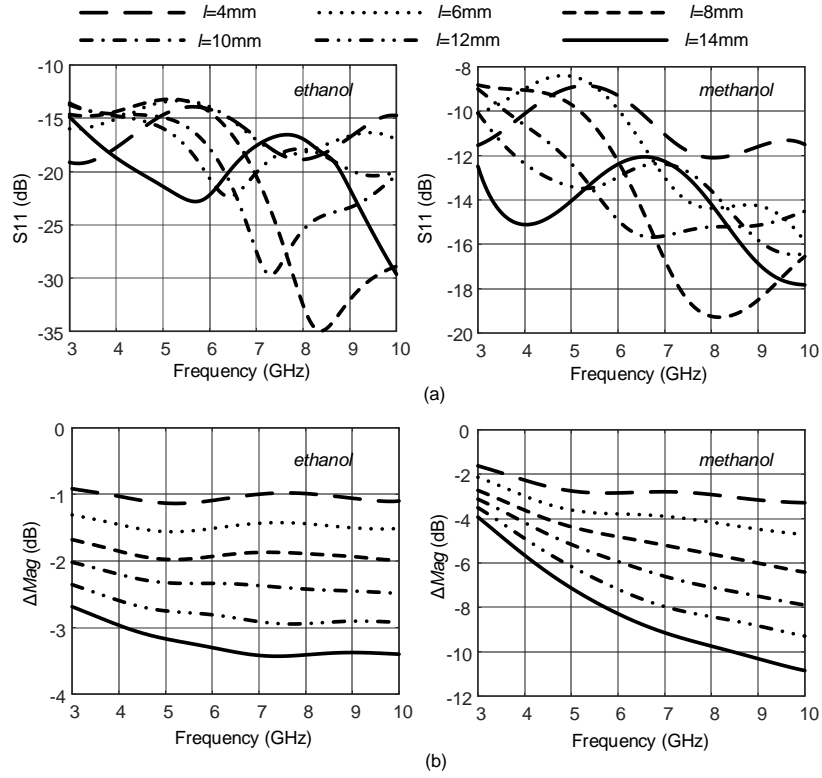 l=4mm l=6mm l=8mm
l=10mm l=12mm l=14mm
ethanol
S11 (dB)
-10
-15
-20
-25
-30
-35
3 4 5 6 7 8 9 10
Frequency (GHz)
methanol
S11 (dB)
-8
-10
-12
-14
-16
-18
-20
3 4 5 6 7 8 9 10
Frequency (GHz)
(a)
ethanol
ΔMag (dB)
0
-1
-2
-3
-4
3 4 5 6 7 8 9 10
Frequency (GHz)
methanol
ΔMag (dB)
0
-2
-4
-6
-8
-10
-12
3 4 5 6 7 8 9 10
Frequency (GHz)
(b)